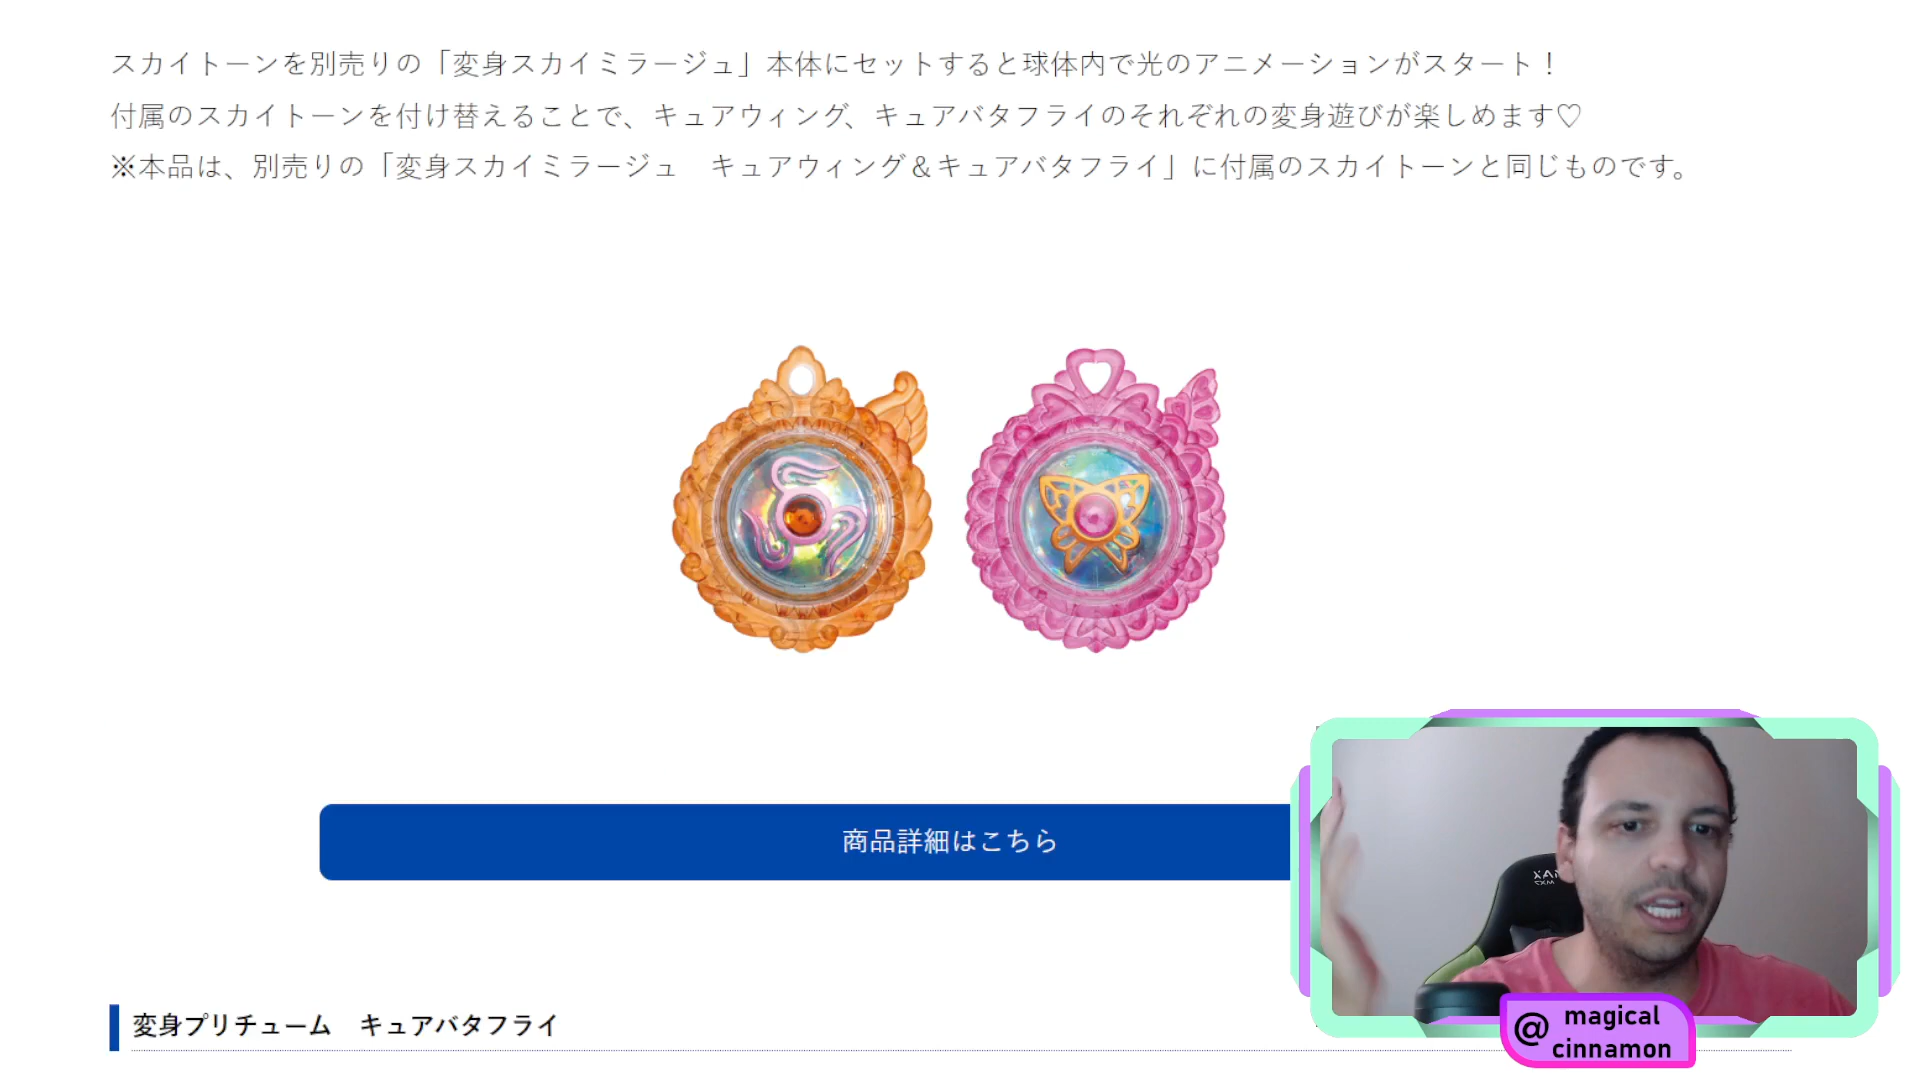 スカイトーンを別売りの「変身スカイミラージュ」本体にセットすると球体内で光のアニメーションがスタート！
付属のスカイトーンを付け替えることで、キュアウィング、キュアバタフライのそれぞれの変身遊びが楽しめます♡
※本品は、別売りの「変身スカイミラージュ　キュアウィング＆キュアバタフライ」に付属のスカイトーンと同じものです。
商品詳細はこちら
変身プリチューム　キュアバタフライ
@ magical
cinnamon